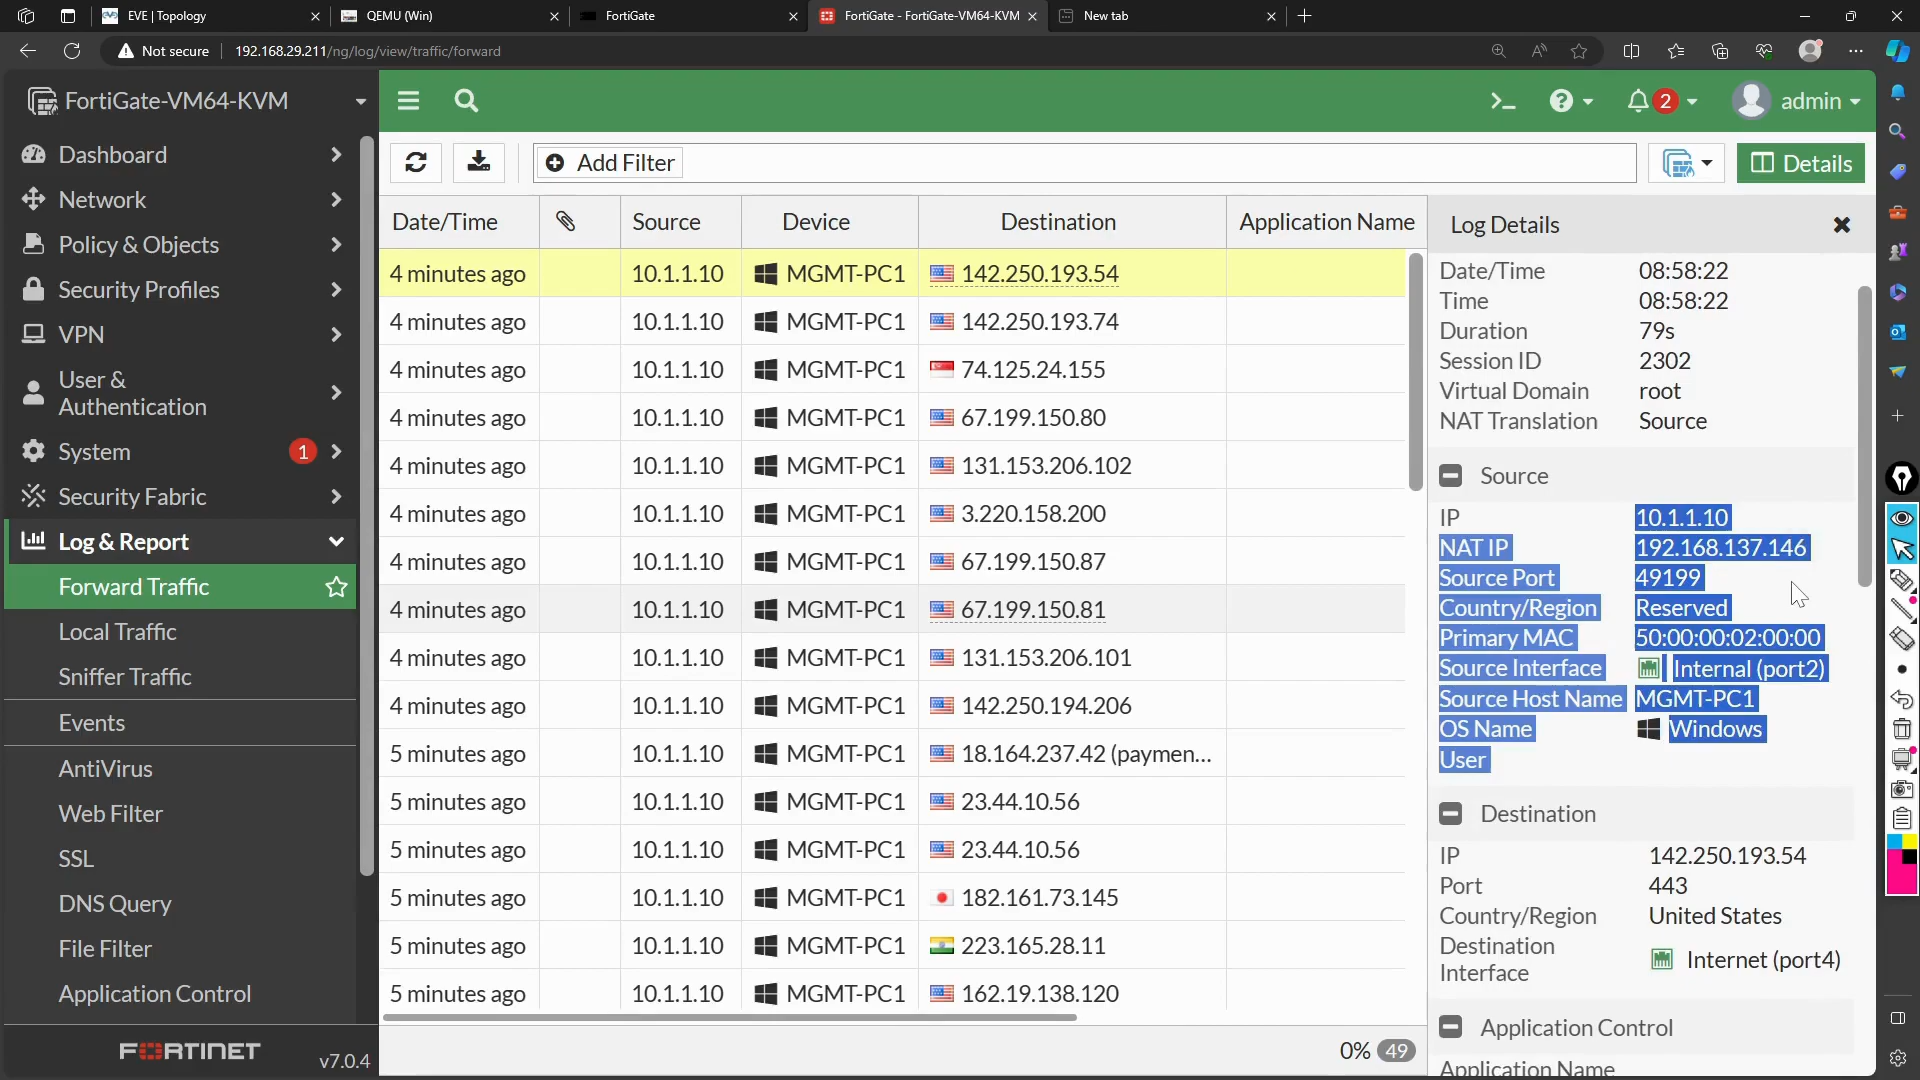 EVE | Topology
QEMU (Win)
FortiGate
FortiGate - FortiGate-VM64-KVM
New tab
Not secure
192.168.29.211/ng/log/view/traffic/forward
FortiGate-VM64-KVM
2
admin
Dashboard
Network
Policy & Objects
Security Profiles
VPN
User &
Authentication
System
1
Security Fabric
Log & Report
Forward Traffic
Local Traffic
Sniffer Traffic
Events
AntiVirus
Web Filter
SSL
DNS Query
File Filter
Application Control
FORTINET
v7.0.4
Add Filter
Details
Date/Time Source Device Destination Application Name
4 minutes ago 10.1.1.10 MGMT-PC1 142.250.193.54
4 minutes ago 10.1.1.10 MGMT-PC1 142.250.193.74
4 minutes ago 10.1.1.10 MGMT-PC1 74.125.24.155
4 minutes ago 10.1.1.10 MGMT-PC1 67.199.150.80
4 minutes ago 10.1.1.10 MGMT-PC1 131.153.206.102
4 minutes ago 10.1.1.10 MGMT-PC1 3.220.158.200
4 minutes ago 10.1.1.10 MGMT-PC1 67.199.150.87
4 minutes ago 10.1.1.10 MGMT-PC1 67.199.150.81
4 minutes ago 10.1.1.10 MGMT-PC1 131.153.206.101
4 minutes ago 10.1.1.10 MGMT-PC1 142.250.194.206
5 minutes ago 10.1.1.10 MGMT-PC1 18.164.237.42 (paymen...
5 minutes ago 10.1.1.10 MGMT-PC1 23.44.10.56
5 minutes ago 10.1.1.10 MGMT-PC1 23.44.10.56
5 minutes ago 10.1.1.10 MGMT-PC1 182.161.73.145
5 minutes ago 10.1.1.10 MGMT-PC1 223.165.28.11
5 minutes ago 10.1.1.10 MGMT-PC1 162.19.138.120
0% 49
Log Details
Date/Time 08:58:22
Time 08:58:22
Duration 79s
Session ID 2302
Virtual Domain root
NAT Translation Source
Source
IP 10.1.1.10
NAT IP 192.168.137.146
Source Port 49199
Country/Region Reserved
Primary MAC 50:00:00:02:00:00
Source Interface Internal (port2)
Source Host Name MGMT-PC1
OS Name Windows
User
Destination
IP 142.250.193.54
Port 443
Country/Region United States
Destination
Interface Internet (port4)
Application Control
Application Name